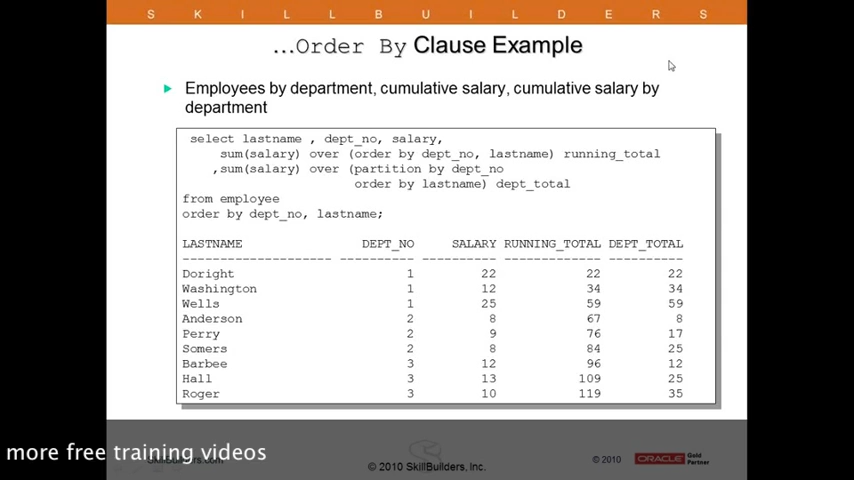 S K I L L B U I L D E R S
...Order By Clause Example
Employees by department, cumulative salary, cumulative salary by
department
select lastname , dept_no, salary,
sum(salary) over (order by dept_no, lastname) running_total
,sum(salary) over (partition by dept_no
order by lastname) dept_total
from employee
order by dept_no, lastname;
LASTNAME DEPT_NO SALARY RUNNING_TOTAL DEPT_TOTAL
-------------------- ---------- ---------- ------------- ----------
Doright 1 22 22 22
Washington 1 12 34 34
Wells 1 25 59 59
Anderson 2 8 67 8
Perry 2 9 76 17
Somers 2 8 84 25
Barbee 3 12 96 12
Hall 3 13 109 25
Roger 3 10 119 35
more free training videos
SkillBuilders.com
© 2010 SkillBuilders, Inc.
© 2010
ORACLE Gold
Partner